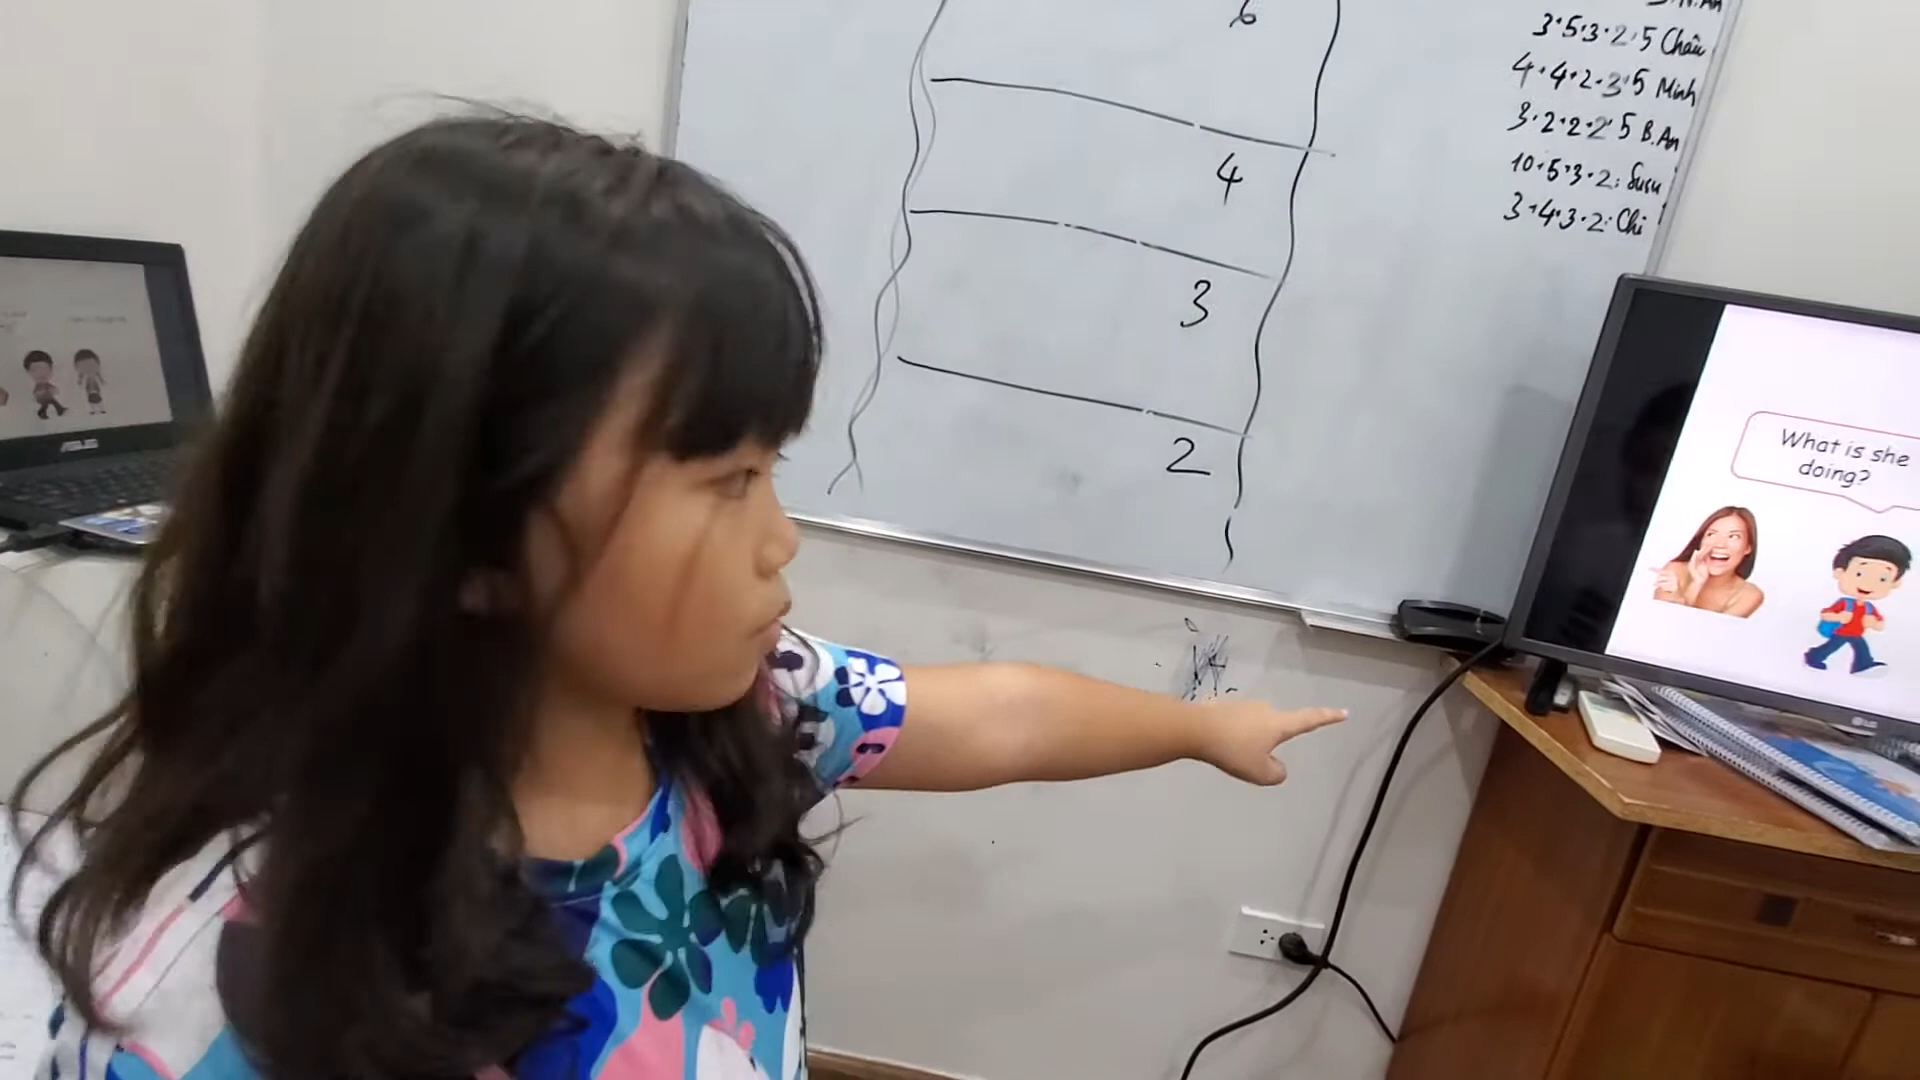 6
4
3
2
3+5+3+2+5 Châu
4+4+2+3+5 Minh
3+2+2+2+5 B.An
10+5+3+2: Susu
3+4+3+2: Chi
What is she
doing?
ASUS
LG